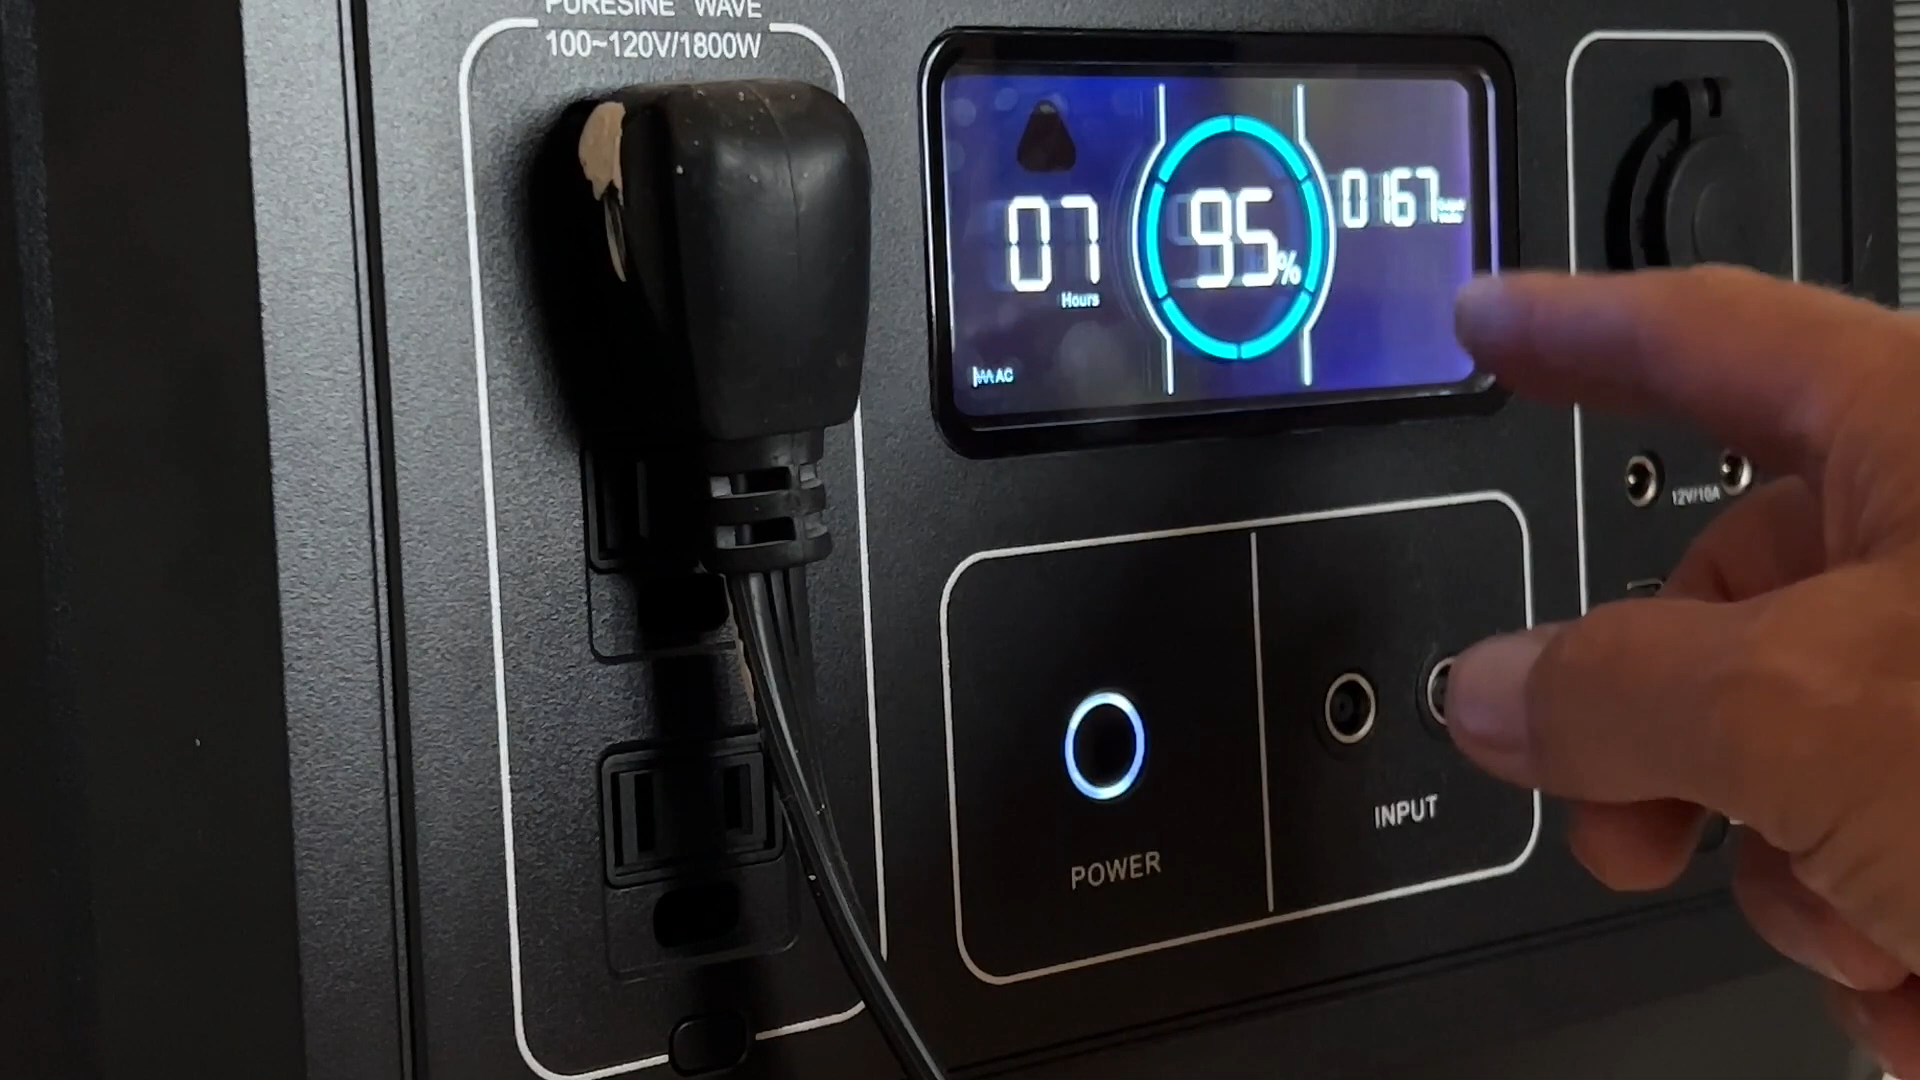 PURESINE WAVE
100~120V/1800W
07
Hours
95%
0167
AC
12V/10A
POWER
INPUT